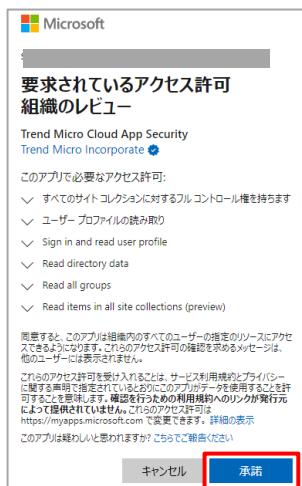 Microsoft
要求されているアクセス許可
組織のレビュー
Trend Micro Cloud App Security
Trend Micro Incorporate
このアプリで必要なアクセス許可:
すべてのサイト コレクションに対するフル コントロール権を持ちます
ユーザー プロファイルの読み取り
Sign in and read user profile
Read directory data
Read all groups
Read items in all site collections (preview)
同意すると、このアプリは組織内のすべてのユーザーの指定のリソースにアクセ
スできるようになります。これらのアクセス許可の確認を求めるメッセージは、
他のユーザーには表示されません。
これらのアクセス許可を受け入れることは、サービス利用規約とプライバシー
に関する声明で指定されているとおりにこのアプリがデータを使用することを許
可することを意味します。確認を行うための利用規約へのリンクが発行元
によって提供されていません。これらのアクセス許可は
https://myapps.microsoft.com で変更できます。詳細の表示
このアプリは疑わしいと思われますか? こちらでご報告ください
キャンセル
承諾